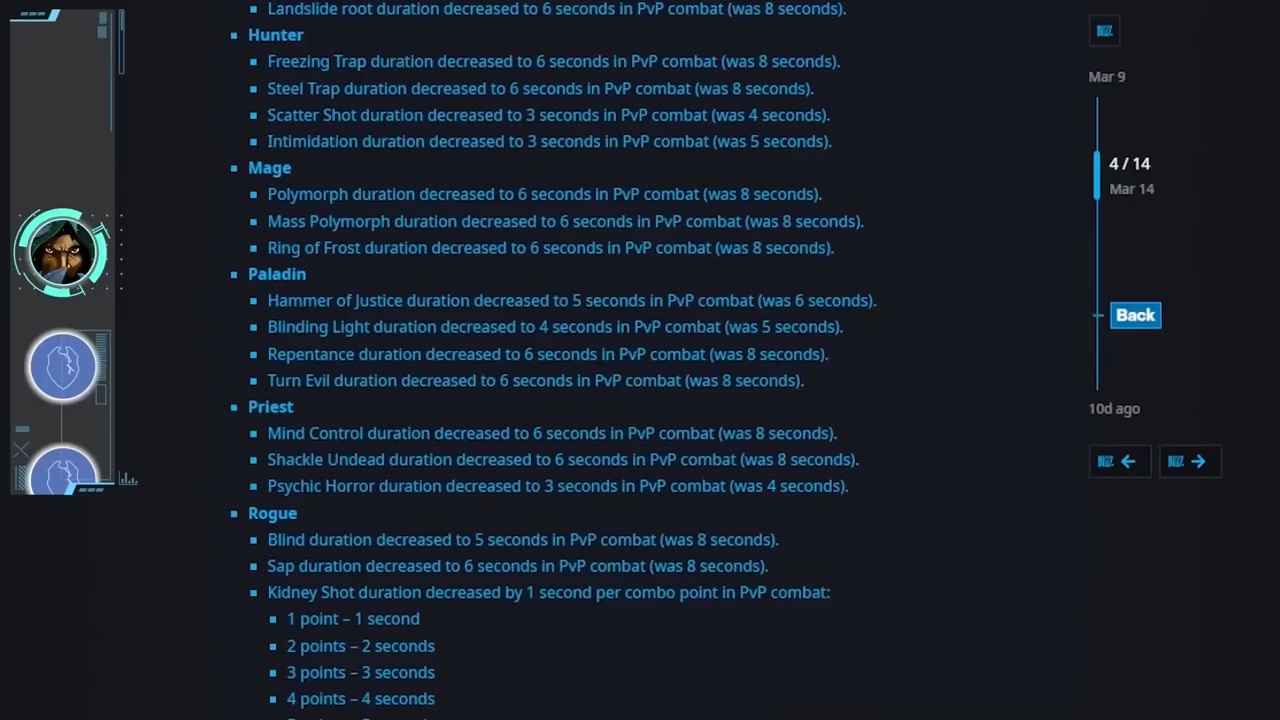 Landslide root duration decreased to 6 seconds in PvP combat (was 8 seconds).
Hunter
Freezing Trap duration decreased to 6 seconds in PvP combat (was 8 seconds).
Steel Trap duration decreased to 6 seconds in PvP combat (was 8 seconds).
Scatter Shot duration decreased to 3 seconds in PvP combat (was 4 seconds).
Intimidation duration decreased to 3 seconds in PvP combat (was 5 seconds).
Mage
Polymorph duration decreased to 6 seconds in PvP combat (was 8 seconds).
Mass Polymorph duration decreased to 6 seconds in PvP combat (was 8 seconds).
Ring of Frost duration decreased to 6 seconds in PvP combat (was 8 seconds).
Paladin
Hammer of Justice duration decreased to 5 seconds in PvP combat (was 6 seconds).
Blinding Light duration decreased to 4 seconds in PvP combat (was 5 seconds).
Repentance duration decreased to 6 seconds in PvP combat (was 8 seconds).
Turn Evil duration decreased to 6 seconds in PvP combat (was 8 seconds).
Priest
Mind Control duration decreased to 6 seconds in PvP combat (was 8 seconds).
Shackle Undead duration decreased to 6 seconds in PvP combat (was 8 seconds).
Psychic Horror duration decreased to 3 seconds in PvP combat (was 4 seconds).
Rogue
Blind duration decreased to 5 seconds in PvP combat (was 8 seconds).
Sap duration decreased to 6 seconds in PvP combat (was 8 seconds).
Kidney Shot duration decreased by 1 second per combo point in PvP combat:
1 point – 1 second
2 points – 2 seconds
3 points – 3 seconds
4 points – 4 seconds
Mar 9
4 / 14
Mar 14
Back
10d ago